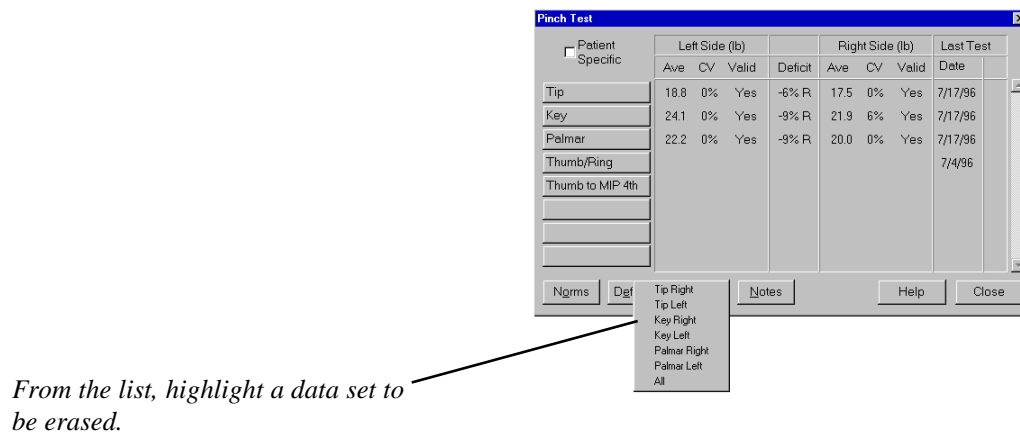 Pinch Test
Patient Specific
Left Side (lb) Right Side (lb) Last Test
Ave CV Valid Deficit Ave CV Valid Date
Tip 18.8 0% Yes -6% R 17.5 0% Yes 7/17/96
Key 24.1 0% Yes -9% R 21.9 6% Yes 7/17/96
Palmar 22.2 0% Yes -9% R 20.0 0% Yes 7/17/96
Thumb/Ring 7/4/96
Thumb to MIP 4th
Norms Def Notes Help Close
Tip Right
Tip Left
Key Right
Key Left
Palmar Right
Palmar Left
All
From the list, highlight a data set to
be erased.